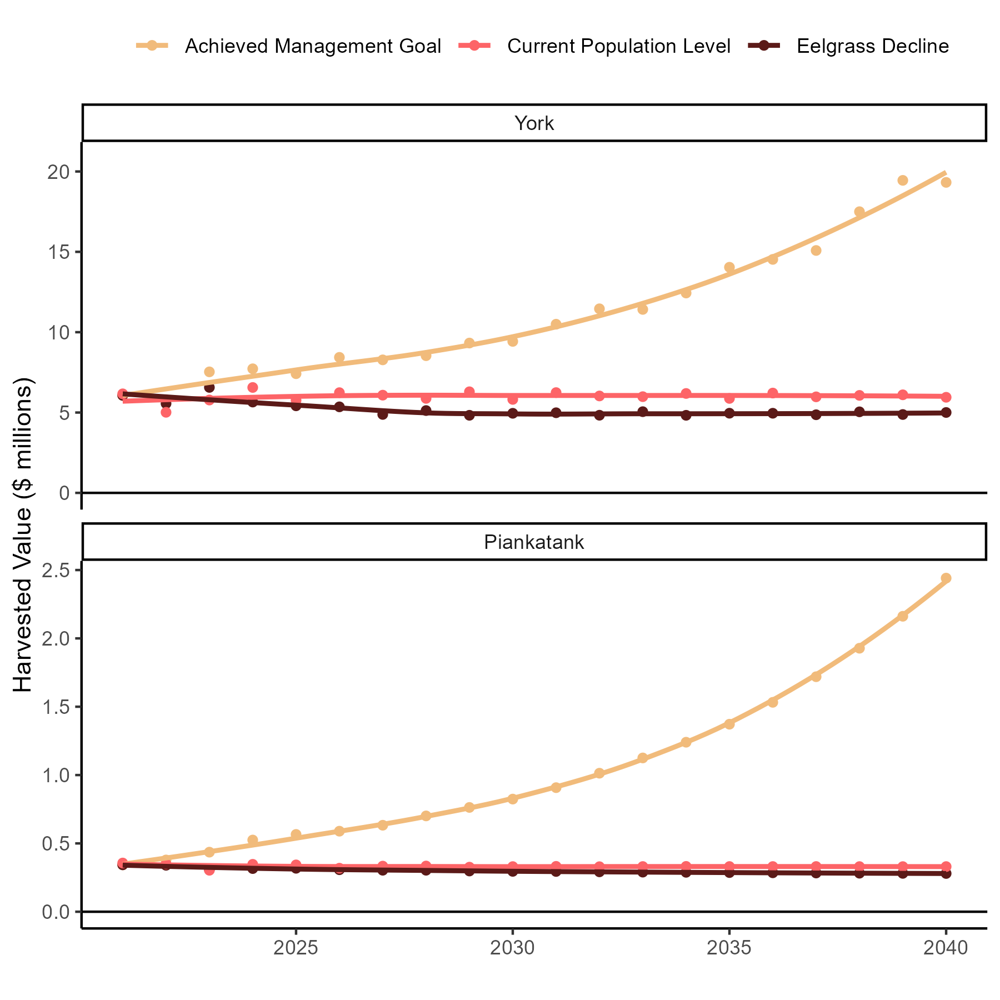 Achieved Management Goal Current Population Level Eelgrass Decline
York
20
15
10
5
0
Harvested Value ($ millions)
Piankatank
2.5
2.0
1.5
1.0
0.5
0.0
2025 2030 2035 2040